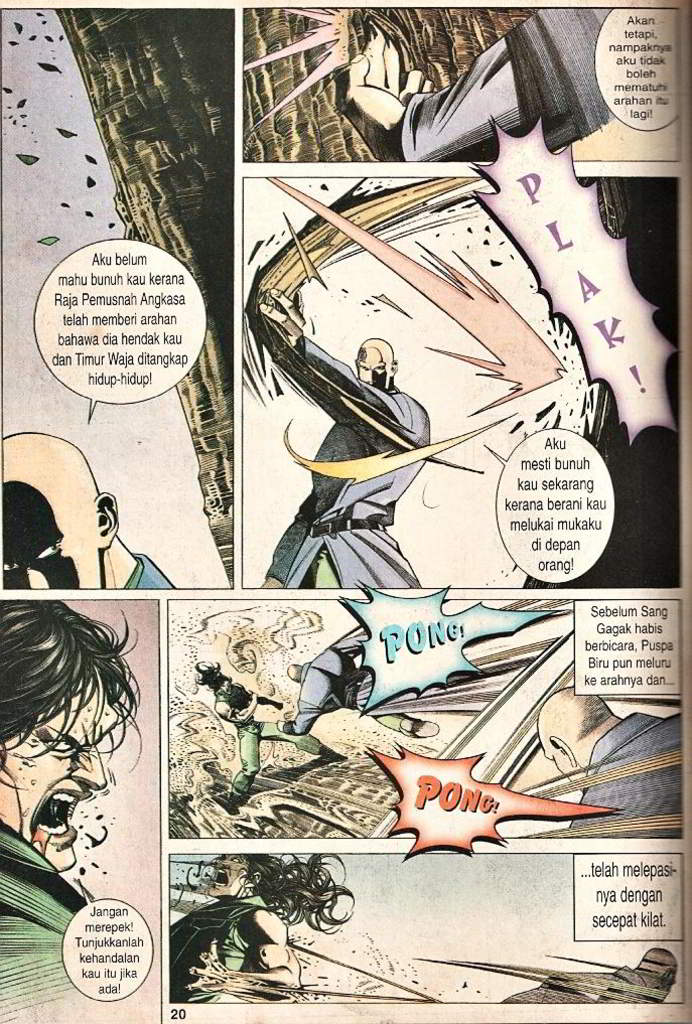 Aku belum
mahu bunuh kau kerana
Raja Pemusnah Angkasa
telah memberi arahan
bahawa dia hendak kau
dan Timur Waja ditangkap
hidup-hidup!
Akan
tetapi,
nampaknya
aku tidak
boleh
mematuhi
arahan itu
lagi!
PLAK!
Aku
mesti bunuh
kau sekarang
kerana berani kau
melukai mukaku
di depan
orang!
Jangan
merepek!
Tunjukkanlah
kehandalan
kau itu jika
ada!
PONG!
Sebelum Sang
Gagak habis
berbicara, Puspa
Biru pun meluru
ke arahnya dan...
PONG!
...telah melepasi-
nya dengan
secepat kilat.
20